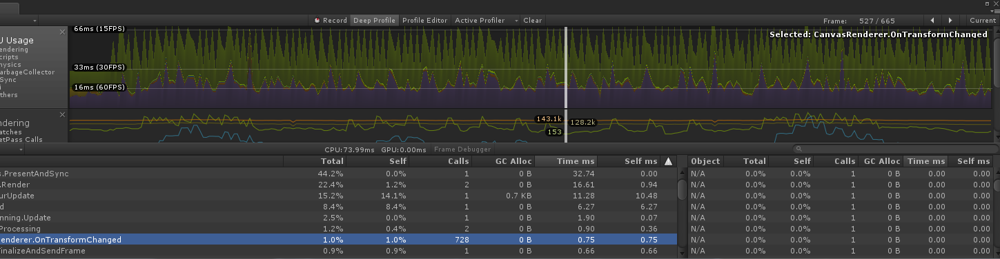 Record Deep Profile Profile Editor Active Profiler Clear Frame: 527 / 665 Current
66ms (15FPS)
Selected: CanvasRenderer.OnTransformChanged
U Usage
endering
cripts
hysics
33ms (30FPS)
arbageCollector
Sync
16ms (60FPS)
i
thers
ndering
143.1k 128.2k
atches
153
etPass Calls
CPU:73.99ms GPU:0.00ms Frame Debugger
Total Self Calls GC Alloc Time ms Self ms Object Total Self Calls GC Alloc Time ms Self ms
s.PresentAndSync 44.2% 0.0% 1 0 B 32.74 0.00 N/A 0.0% 0.0% 1 0 B 0.00 0.00
.Render 22.4% 1.2% 2 0 B 16.61 0.94 N/A 0.0% 0.0% 1 0 B 0.00 0.00
urUpdate 15.2% 14.1% 1 0.7 KB 11.28 10.48 N/A 0.0% 0.0% 1 0 B 0.00 0.00
d 8.4% 8.4% 1 0 B 6.27 6.27 N/A 0.0% 0.0% 1 0 B 0.00 0.00
nning.Update 2.5% 0.0% 1 0 B 1.90 0.07 N/A 0.0% 0.0% 1 0 B 0.00 0.00
Processing 1.2% 0.4% 2 0 B 0.90 0.36 N/A 0.0% 0.0% 1 0 B 0.00 0.00
enderer.OnTransformChanged 1.0% 1.0% 728 0 B 0.75 0.75 N/A 0.0% 0.0% 1 0 B 0.00 0.00
FinalizeAndSendFrame 0.9% 0.9% 1 0 B 0.66 0.66 N/A 0.0% 0.0% 1 0 B 0.00 0.00